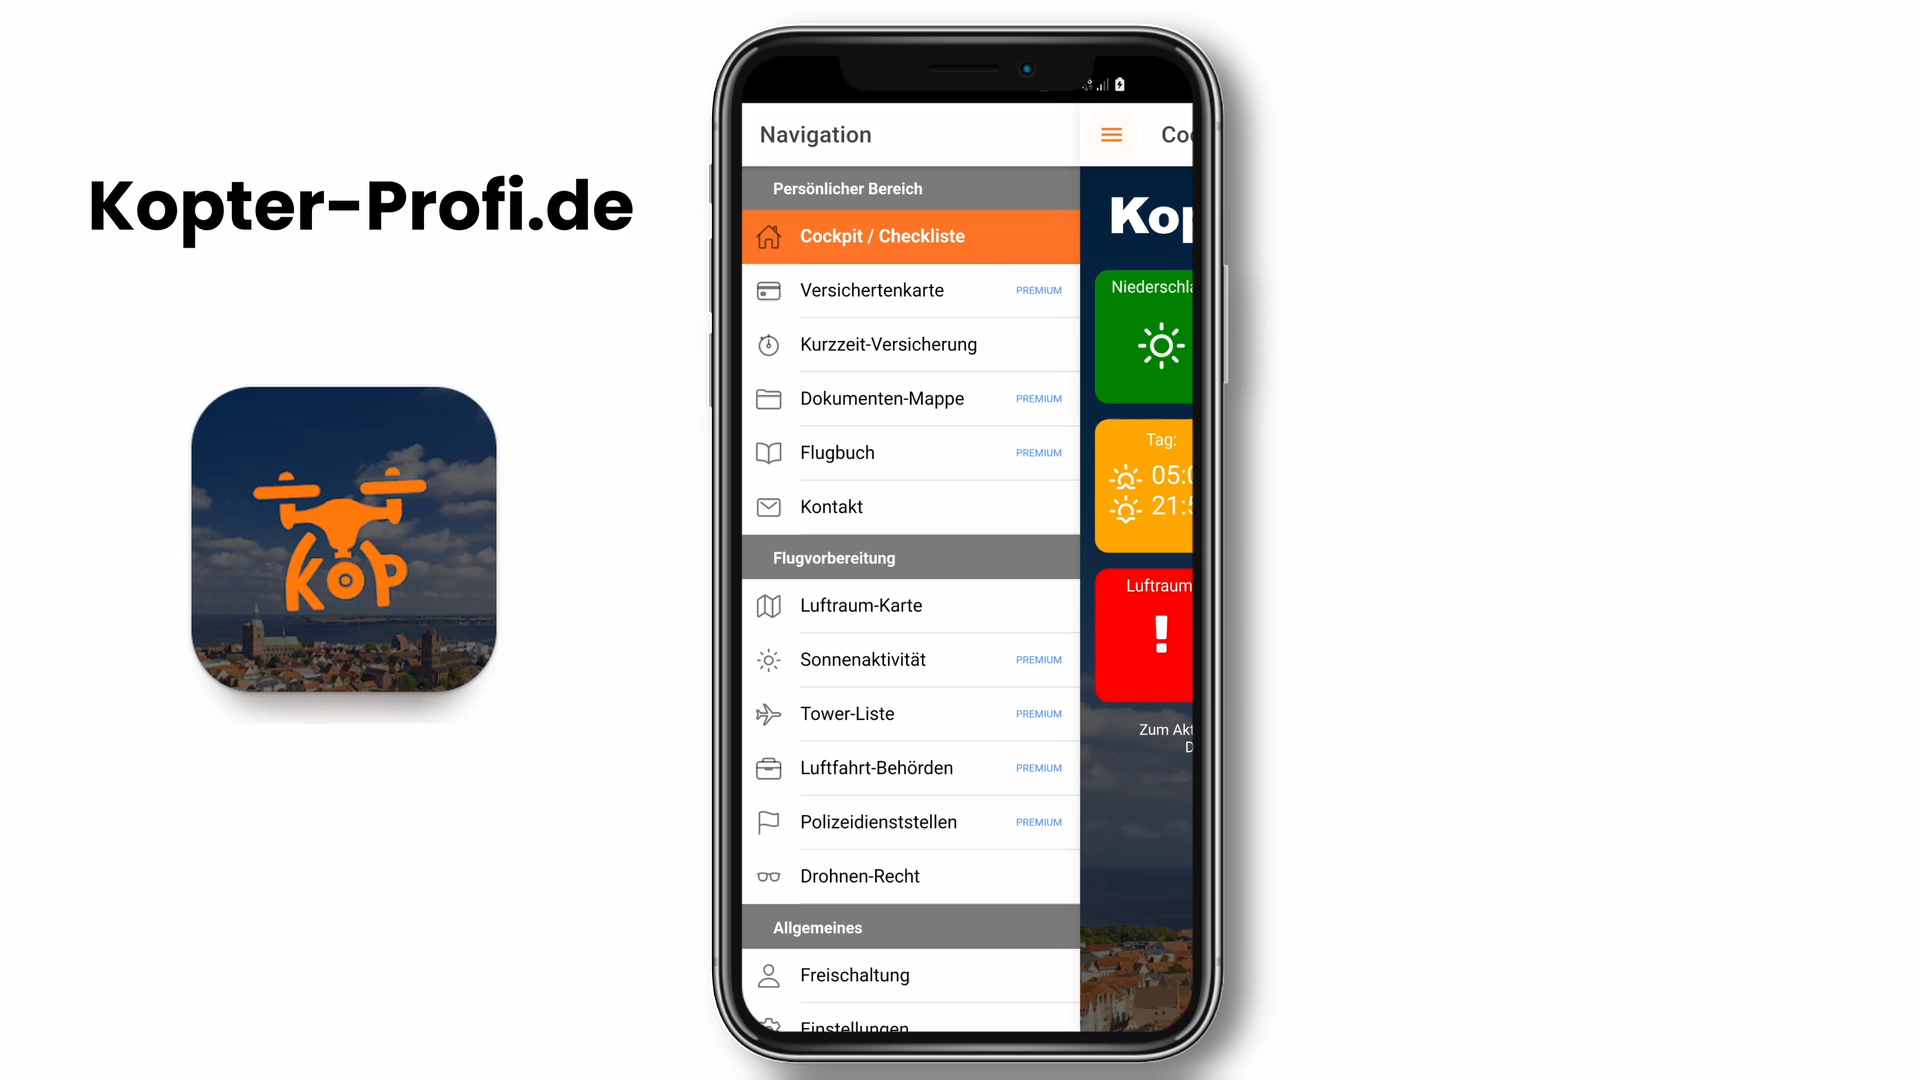 Kopter-Profi.de
KOP
Navigation
Persönlicher Bereich
Cockpit / Checkliste
Versichertenkarte PREMIUM
Kurzzeit-Versicherung
Dokumenten-Mappe PREMIUM
Flugbuch PREMIUM
Kontakt
Flugvorbereitung
Luftraum-Karte
Sonnenaktivität PREMIUM
Tower-Liste PREMIUM
Luftfahrt-Behörden PREMIUM
Polizeidienststellen PREMIUM
Drohnen-Recht
Allgemeines
Freischaltung
Einstellungen
Coc
Kop
Niederschla
Tag:
05:0
21:5
Luftraum
!
Zum Akt
D